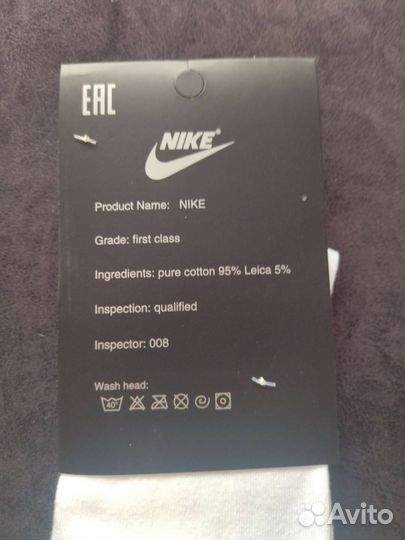 EAC
NIKE
Product Name: NIKE
Grade: first class
Ingredients: pure cotton 95% Leica 5%
Inspection: qualified
Inspector: 008
Wash head:
40°
Avito